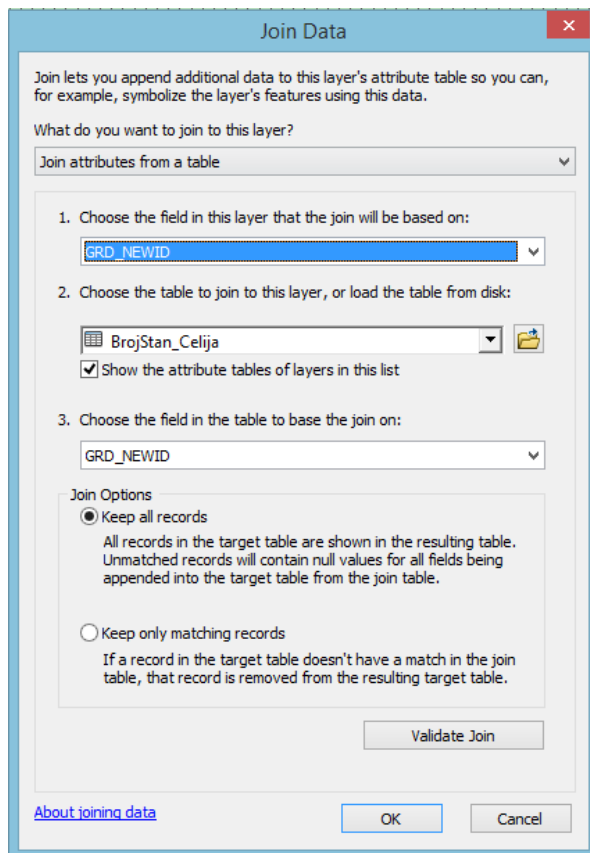 Join Data
Join lets you append additional data to this layer's attribute table so you can,
for example, symbolize the layer's features using this data.
What do you want to join to this layer?
Join attributes from a table
1. Choose the field in this layer that the join will be based on:
GRD_NEWID
2. Choose the table to join to this layer, or load the table from disk:
BrojStan_Celija
Show the attribute tables of layers in this list
3. Choose the field in the table to base the join on:
GRD_NEWID
Join Options
Keep all records
All records in the target table are shown in the resulting table.
Unmatched records will contain null values for all fields being
appended into the target table from the join table.
Keep only matching records
If a record in the target table doesn't have a match in the join
table, that record is removed from the resulting target table.
Validate Join
About joining data
OK
Cancel